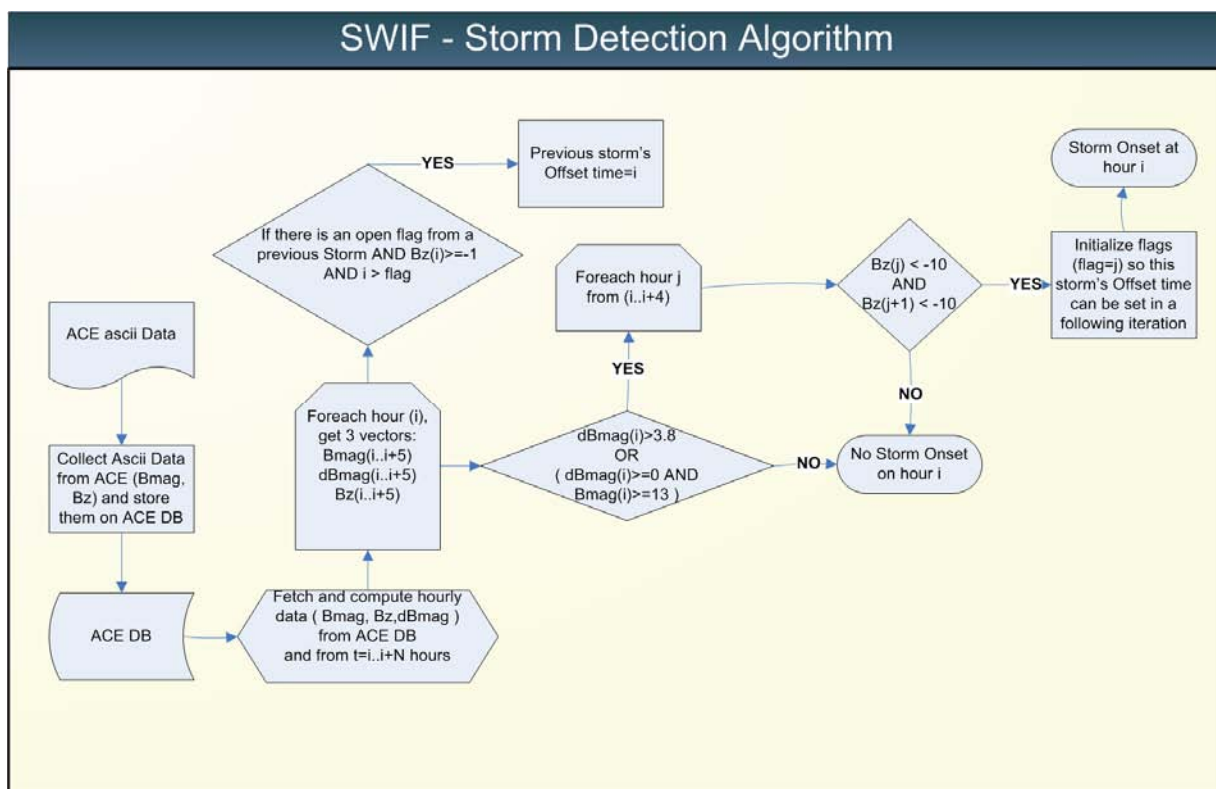 SWIF - Storm Detection Algorithm
YES
Previous storm's
Offset time=i
Storm Onset at
hour i
If there is an open flag from a
previous Storm AND Bz(i)>=-1
AND i > flag
Foreach hour j
from (i..i+4)
Bz(j) < -10
AND
Bz(j+1) < -10
YES
Initialize flags
(flag=j) so this
storm's Offset time
can be set in a
following iteration
ACE ascii Data
YES
NO
Foreach hour (i),
get 3 vectors:
Bmag(i..i+5)
dBmag(i..i+5)
Bz(i..i+5)
dBmag(i)>3.8
OR
( dBmag(i)>=0 AND
Bmag(i)>=13 )
NO
No Storm Onset
on hour i
Collect Ascii Data
from ACE (Bmag,
Bz) and store
them on ACE DB
ACE DB
Fetch and compute hourly
data ( Bmag, Bz,dBmag )
from ACE DB
and from t=i..i+N hours